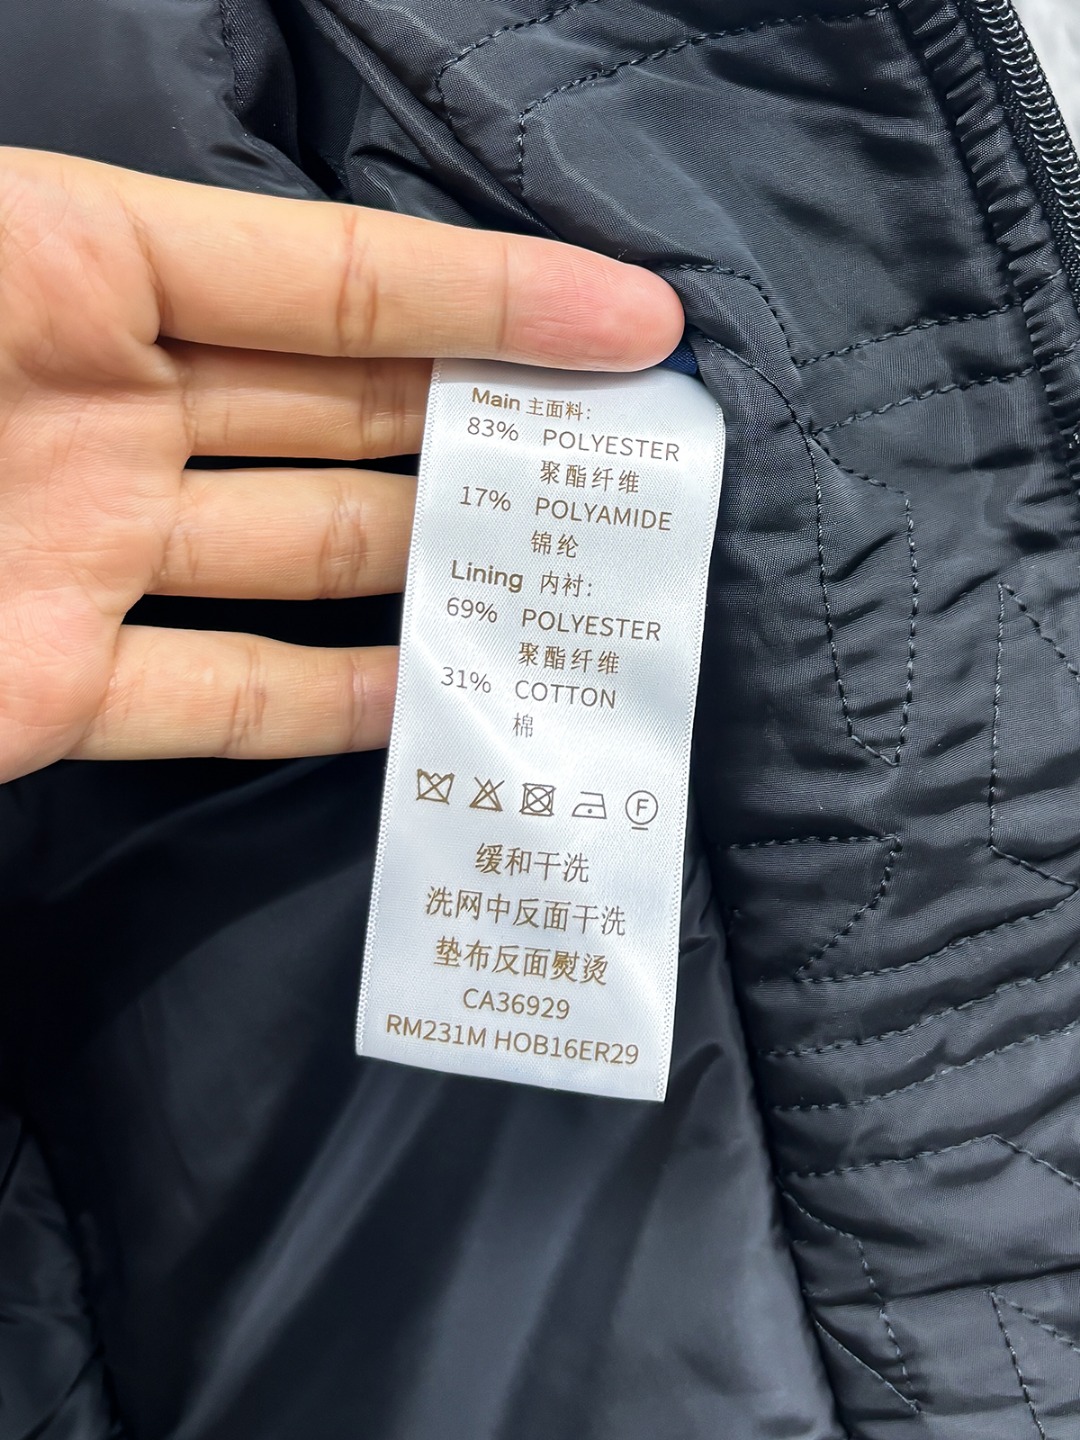 Main 主面料:
83% POLYESTER
聚酯纤维
17% POLYAMIDE
锦纶
Lining 内衬:
69% POLYESTER
聚酯纤维
31% COTTON
棉
F
缓和干洗
洗网中反面干洗
垫布反面熨烫
CA36929
RM231M HOB16ER29